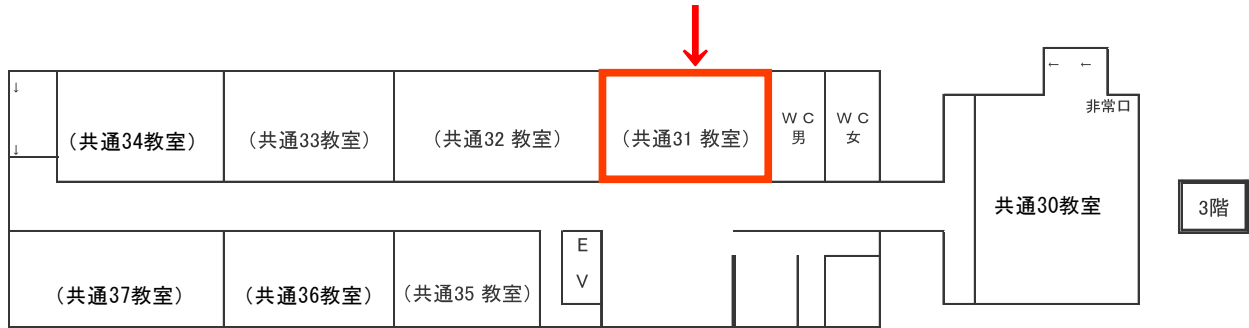 ← ←
非常口
↓
(共通34教室)
(共通33教室)
(共通32 教室)
(共通31 教室)
ＷＣ
男
ＷＣ
女
↓
共通30教室
3階
(共通37教室)
(共通36教室)
(共通35 教室)
Ｅ
Ｖ